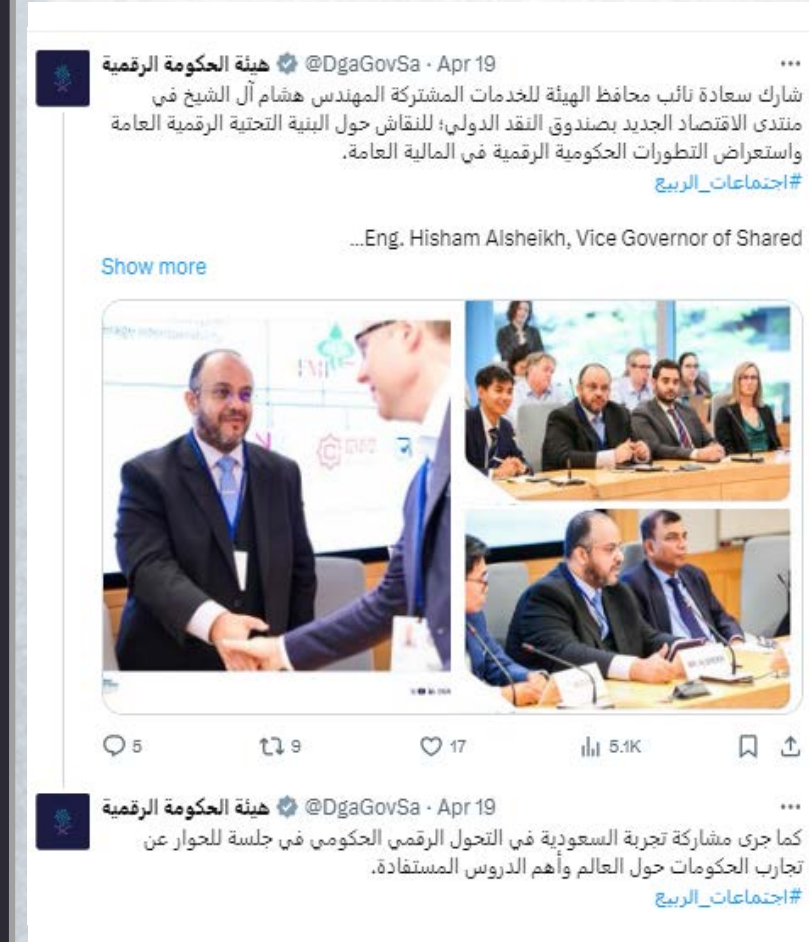 هيئة الحكومة الرقمية @DgaGovSa · Apr 19
شارك سعادة نائب محافظ الهيئة للخدمات المشتركة المهندس هشام آل الشيخ في
منتدى الاقتصاد الجديد بصندوق النقد الدولي؛ للنقاش حول البنية التحتية الرقمية العامة
واستعراض التطورات الحكومية الرقمية في المالية العامة.
#اجتماعات_الربيع
...Eng. Hisham Alsheikh, Vice Governor of Shared
Show more
5 9 17 5.1K
هيئة الحكومة الرقمية @DgaGovSa · Apr 19
كما جرى مشاركة تجربة السعودية في التحول الرقمي الحكومي في جلسة للحوار عن
تجارب الحكومات حول العالم وأهم الدروس المستفادة.
#اجتماعات_الربيع